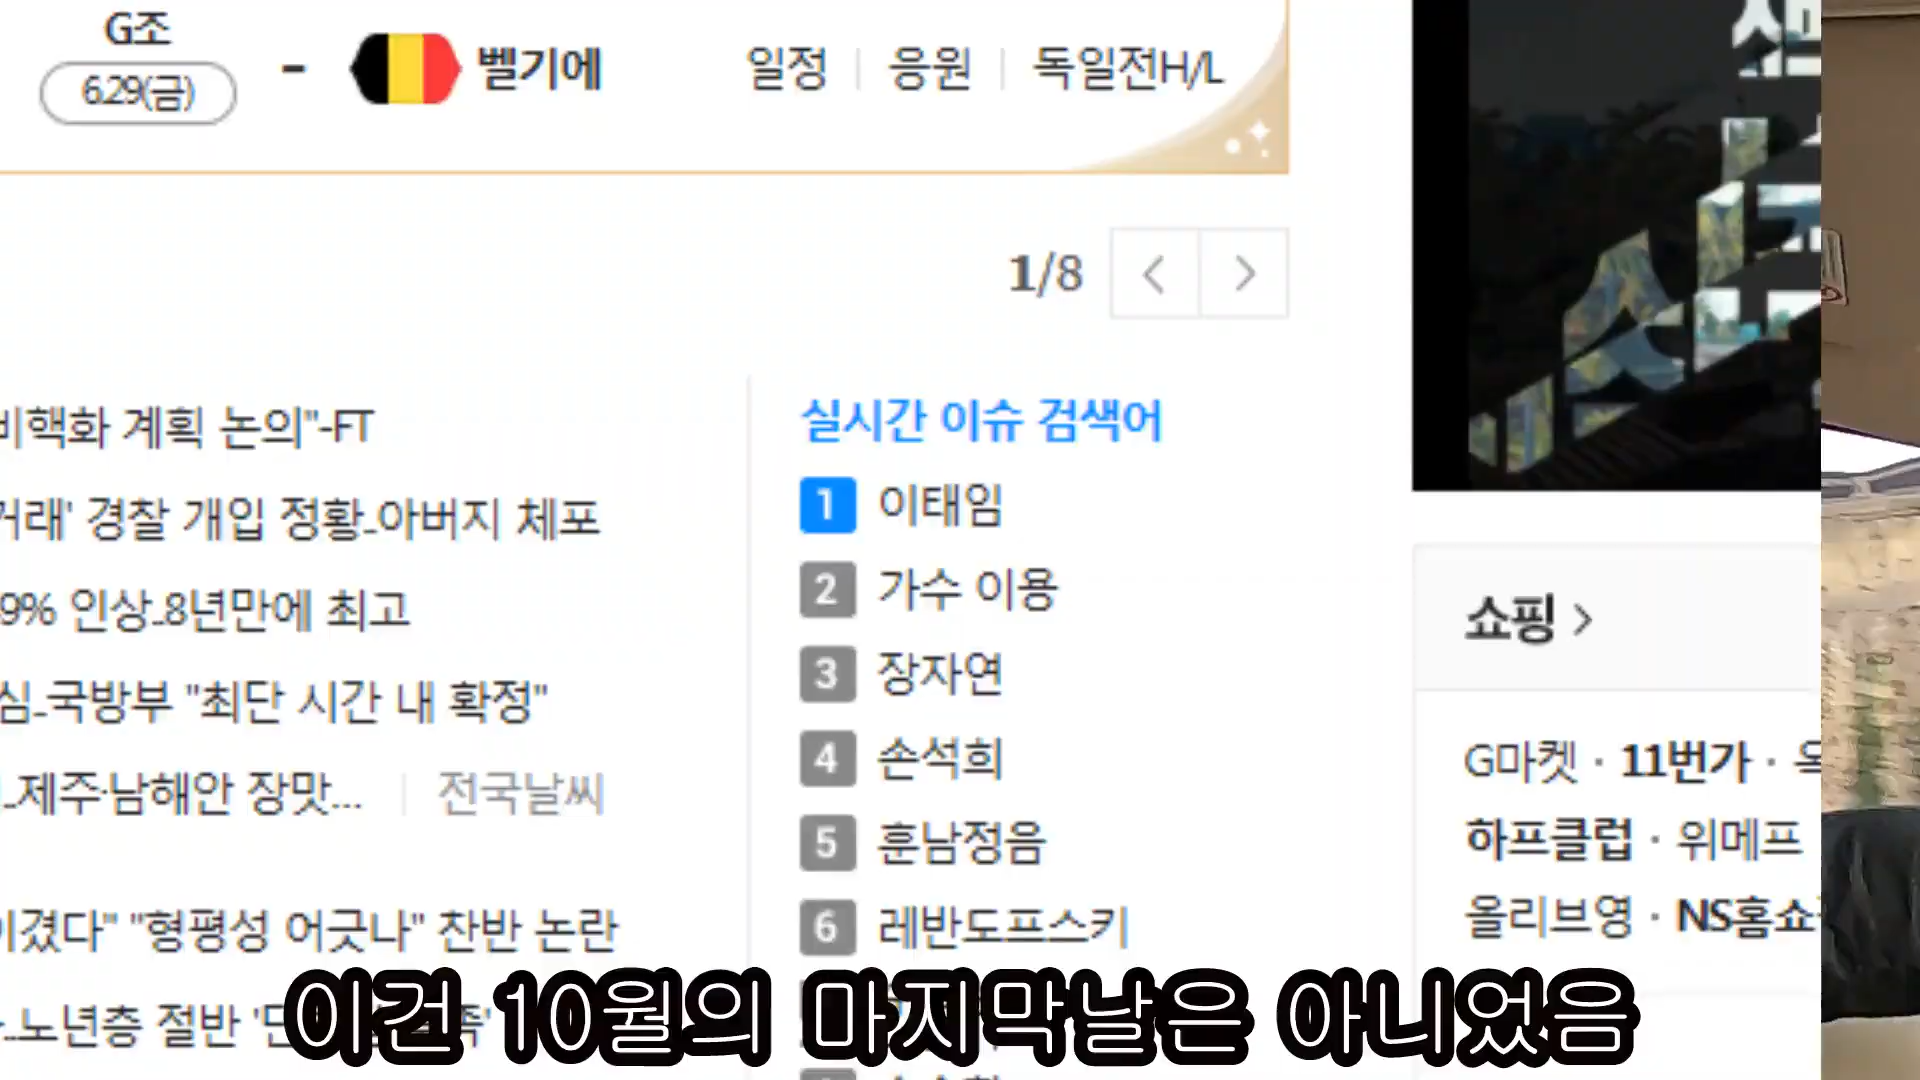 G조
6.29(금)
- 벨기에
일정 | 응원 | 독일전H/L
1/8
비핵화 계획 논의"-FT
거래' 경찰 개입 정황..아버지 체포
9% 인상..8년만에 최고
심..국방부 "최단 시간 내 확정"
..제주·남해안 장맛... | 전국날씨
이겼다" "형평성 어긋나" 찬반 논란
..노년층 절반
실시간 이슈 검색어
1 이태임
2 가수 이용
3 장자연
4 손석희
5 훈남정음
6 레반도프스키
쇼핑 >
G마켓 · 11번가 ·
하프클럽 · 위메프
올리브영 · NS홈쇼
이건 10월의 마지막날은 아니었음